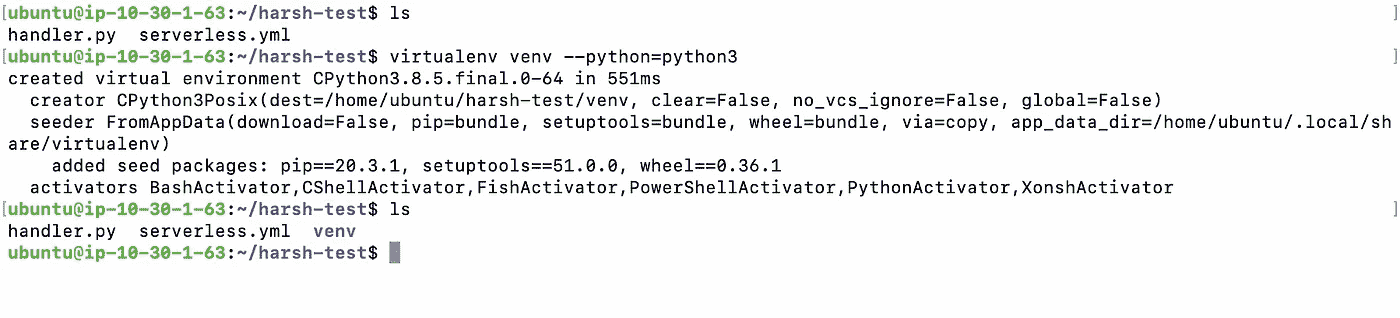 [ubuntu@ip-10-30-1-63:~/harsh-test$ ls ]
handler.py  serverless.yml
[ubuntu@ip-10-30-1-63:~/harsh-test$ virtualenv venv --python=python3 ]
created virtual environment CPython3.8.5.final.0-64 in 551ms
  creator CPython3Posix(dest=/home/ubuntu/harsh-test/venv, clear=False, no_vcs_ignore=False, global=False)
  seeder FromAppData(download=False, pip=bundle, setuptools=bundle, wheel=bundle, via=copy, app_data_dir=/home/ubuntu/.local/sh
are/virtualenv)
    added seed packages: pip==20.3.1, setuptools==51.0.0, wheel==0.36.1
  activators BashActivator,CShellActivator,FishActivator,PowerShellActivator,PythonActivator,XonshActivator
[ubuntu@ip-10-30-1-63:~/harsh-test$ ls ]
handler.py  serverless.yml  venv
ubuntu@ip-10-30-1-63:~/harsh-test$